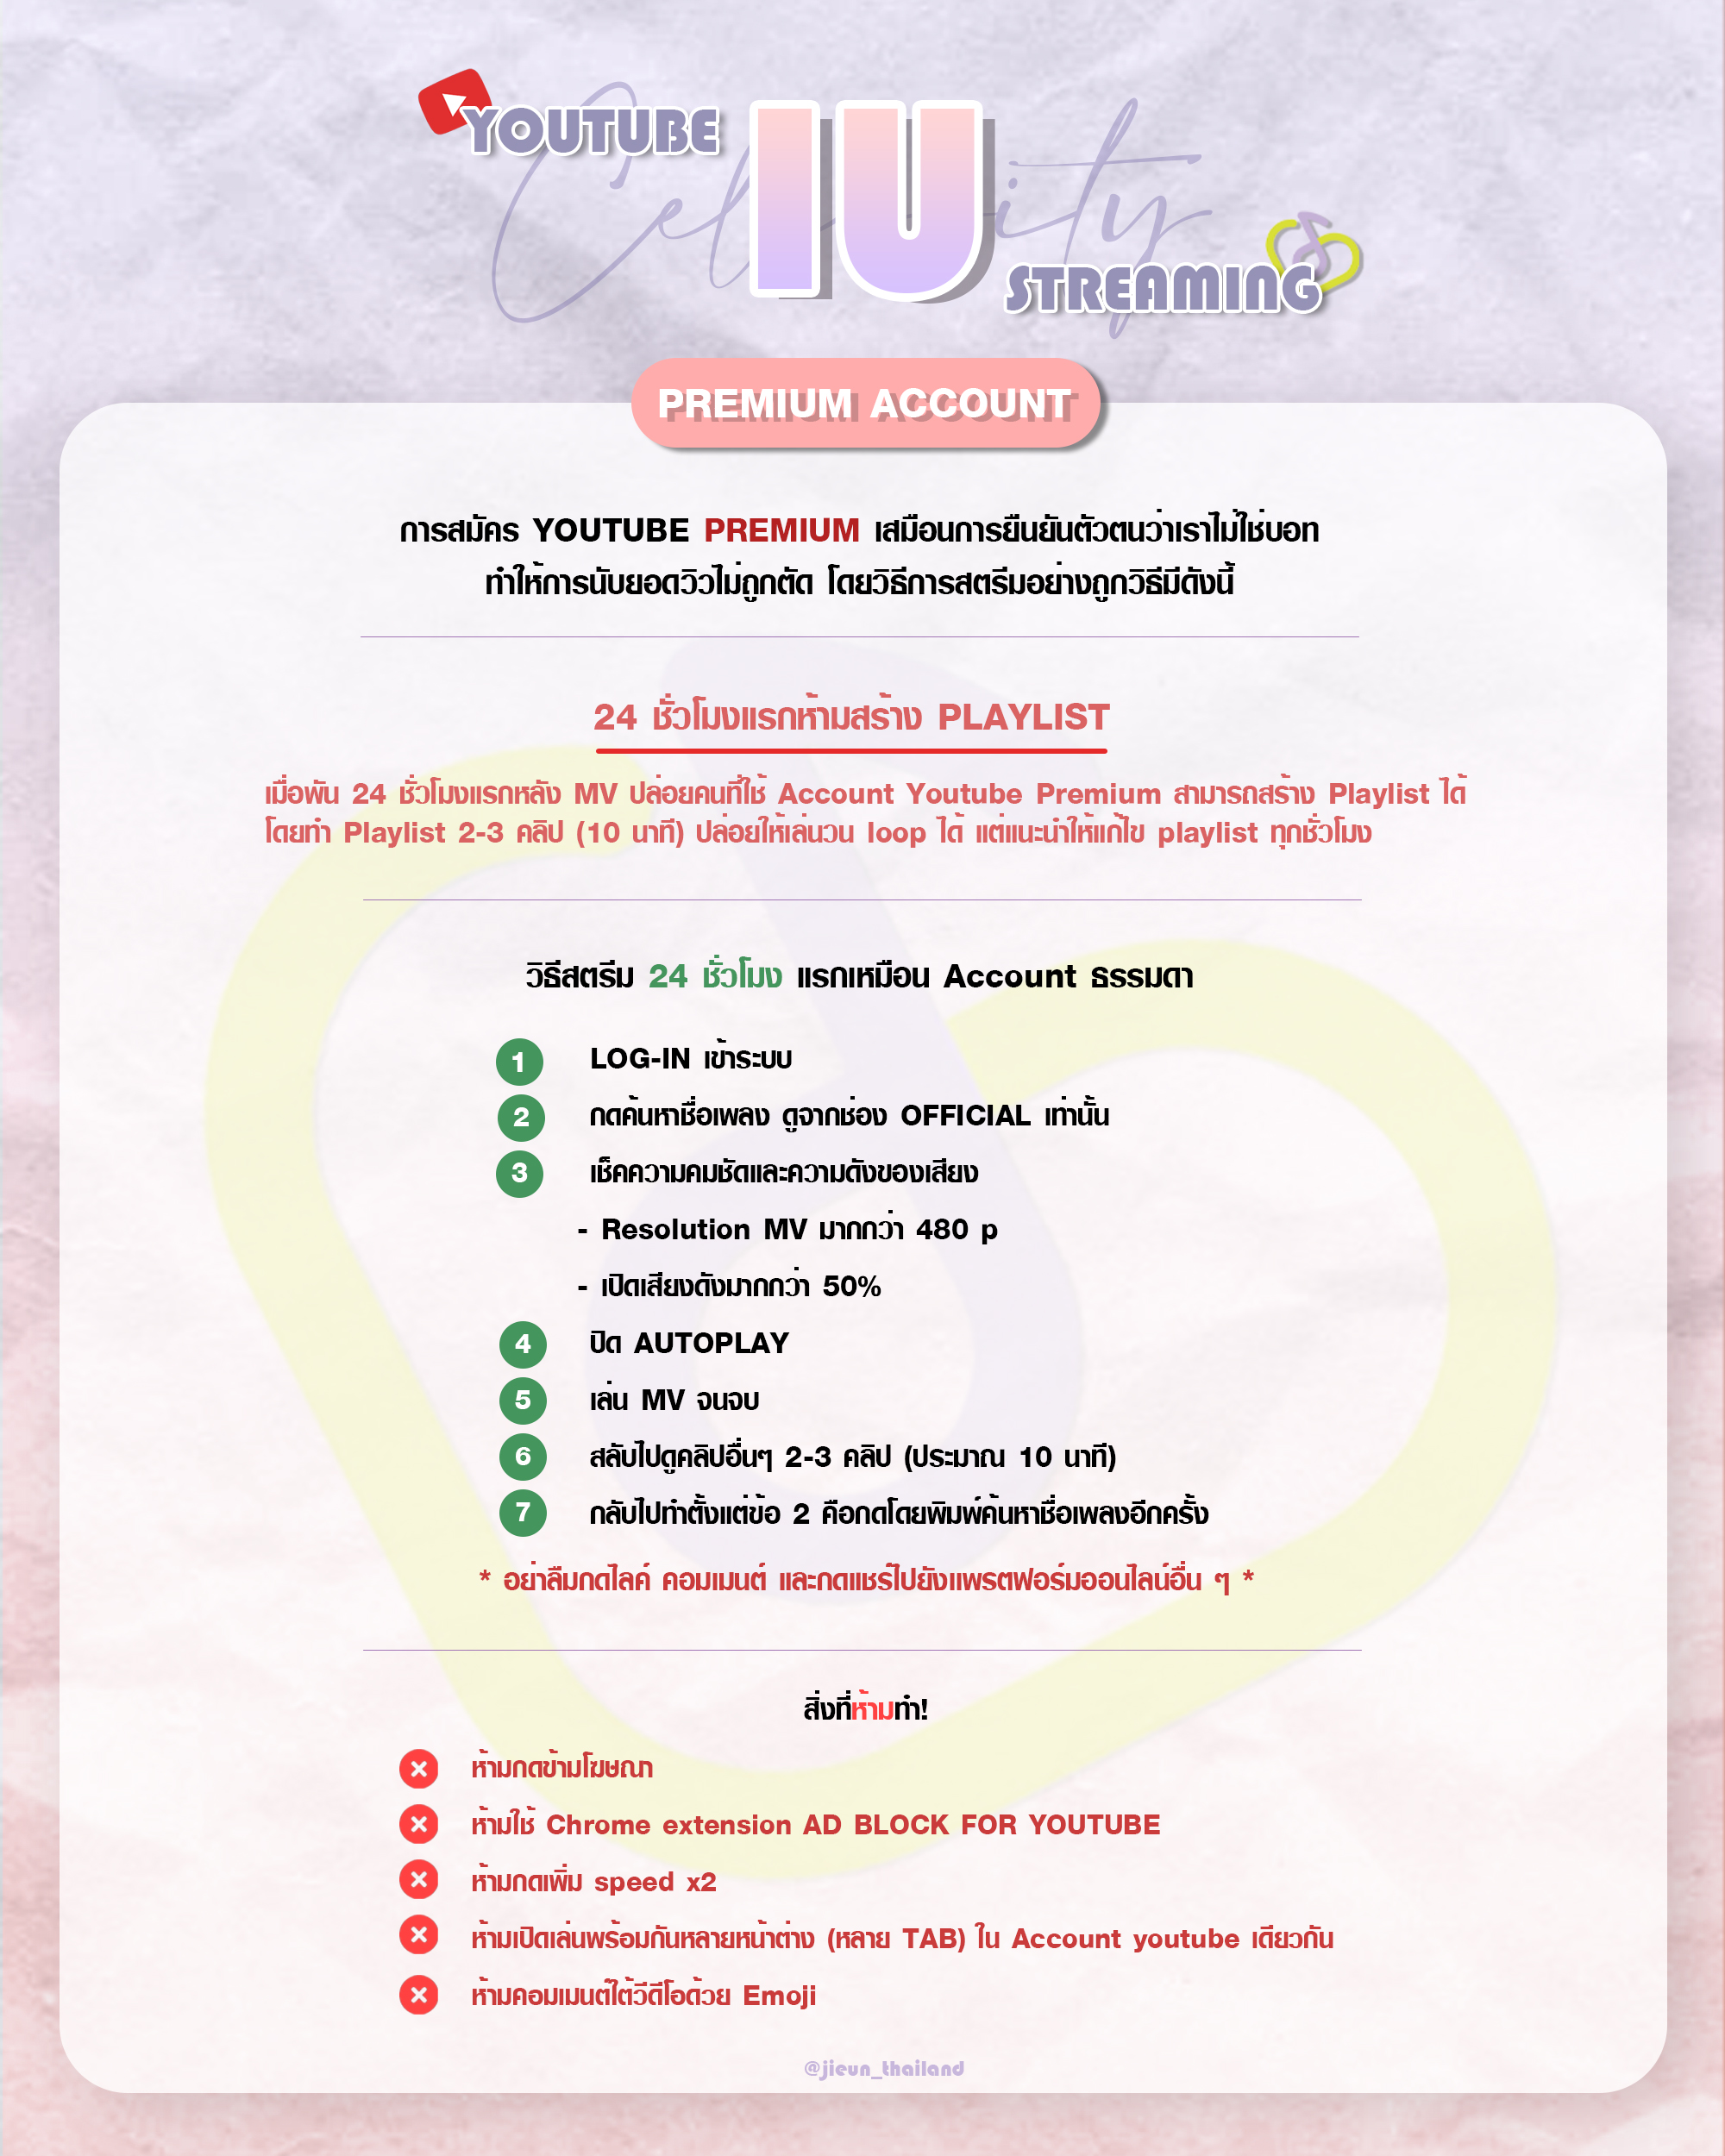 YOUTUBE
Celebrity
IU
STREAMING
PREMIUM ACCOUNT
การสมัคร YOUTUBE PREMIUM เสมือนการยืนยันตัวตนว่าเราไม่ใช่บอท
ทำให้การนับยอดวิวไม่ถูกตัด โดยวิธีการสตรีมอย่างถูกวิธีมีดังนี้
24 ชั่วโมงแรกห้ามสร้าง PLAYLIST
เมื่อพ้น 24 ชั่วโมงแรกหลัง MV ปล่อยคนที่ใช้ Account Youtube Premium สามารถสร้าง Playlist ได้
โดยทำ Playlist 2-3 คลิป (10 นาที) ปล่อยให้เล่นวน loop ได้ แต่แนะนำให้แก้ไข playlist ทุกชั่วโมง
วิธีสตรีม 24 ชั่วโมง แรกเหมือน Account ธรรมดา
1 LOG-IN เข้าระบบ
2 กดค้นหาชื่อเพลง ดูจากช่อง OFFICIAL เท่านั้น
3 เช็คความคมชัดและความดังของเสียง
- Resolution MV มากกว่า 480 p
- เปิดเสียงดังมากกว่า 50%
4 ปิด AUTOPLAY
5 เล่น MV จนจบ
6 สลับไปดูคลิปอื่นๆ 2-3 คลิป (ประมาณ 10 นาที)
7 กลับไปทำตั้งแต่ข้อ 2 คือกดโดยพิมพ์ค้นหาชื่อเพลงอีกครั้ง
* อย่าลืมกดไลค์ คอมเมนต์ และกดแชร์ไปยังแพรตฟอร์มออนไลน์อื่น ๆ *
สิ่งที่ห้ามทำ!
ห้ามกดข้ามโฆษณา
ห้ามใช้ Chrome extension AD BLOCK FOR YOUTUBE
ห้ามกดเพิ่ม speed x2
ห้ามเปิดเล่นพร้อมกันหลายหน้าต่าง (หลาย TAB) ใน Account youtube เดียวกัน
ห้ามคอมเมนต์ใต้วีดีโอด้วย Emoji
@jieun_thailand